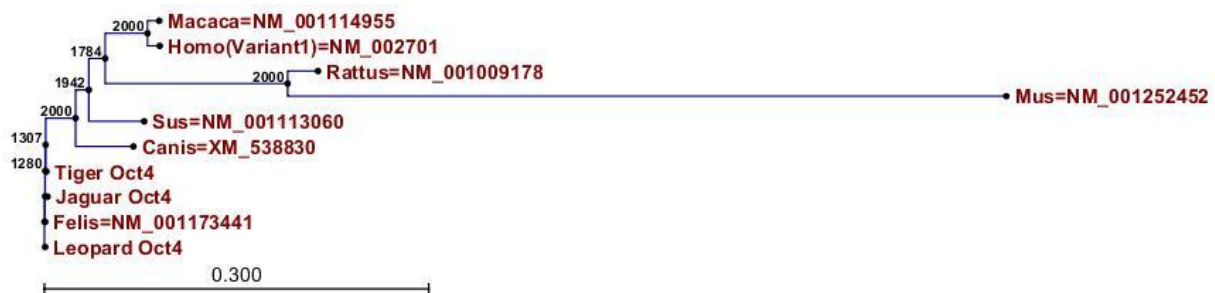 2000
Macaca=NM_001114955
1784
Homo(Variant1)=NM_002701
2000
Rattus=NM_001009178
1942
Mus=NM_001252452
2000
Sus=NM_001113060
1307
Canis=XM_538830
1280
Tiger Oct4
Jaguar Oct4
Felis=NM_001173441
Leopard Oct4
0.300